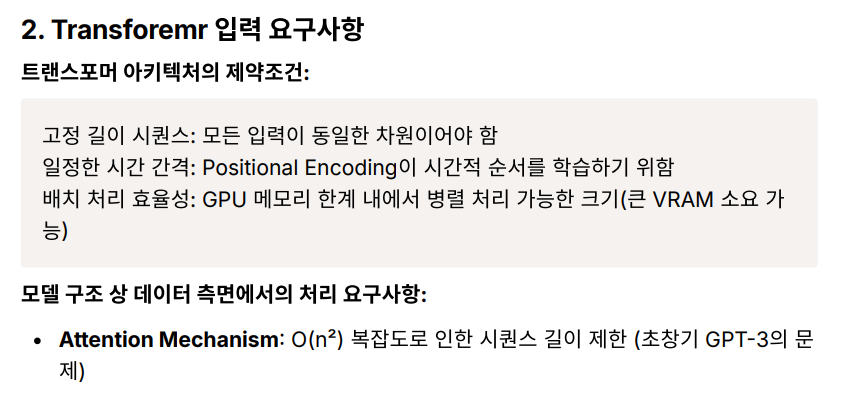 2. Transforemr 입력 요구사항
트랜스포머 아키텍처의 제약조건:
고정 길이 시퀀스: 모든 입력이 동일한 차원이어야 함
일정한 시간 간격: Positional Encoding이 시간적 순서를 학습하기 위함
배치 처리 효율성: GPU 메모리 한계 내에서 병렬 처리 가능한 크기(큰 VRAM 소요 가
능)
모델 구조 상 데이터 측면에서의 처리 요구사항:
• Attention Mechanism: O(n²) 복잡도로 인한 시퀀스 길이 제한 (초창기 GPT-3의 문
제)